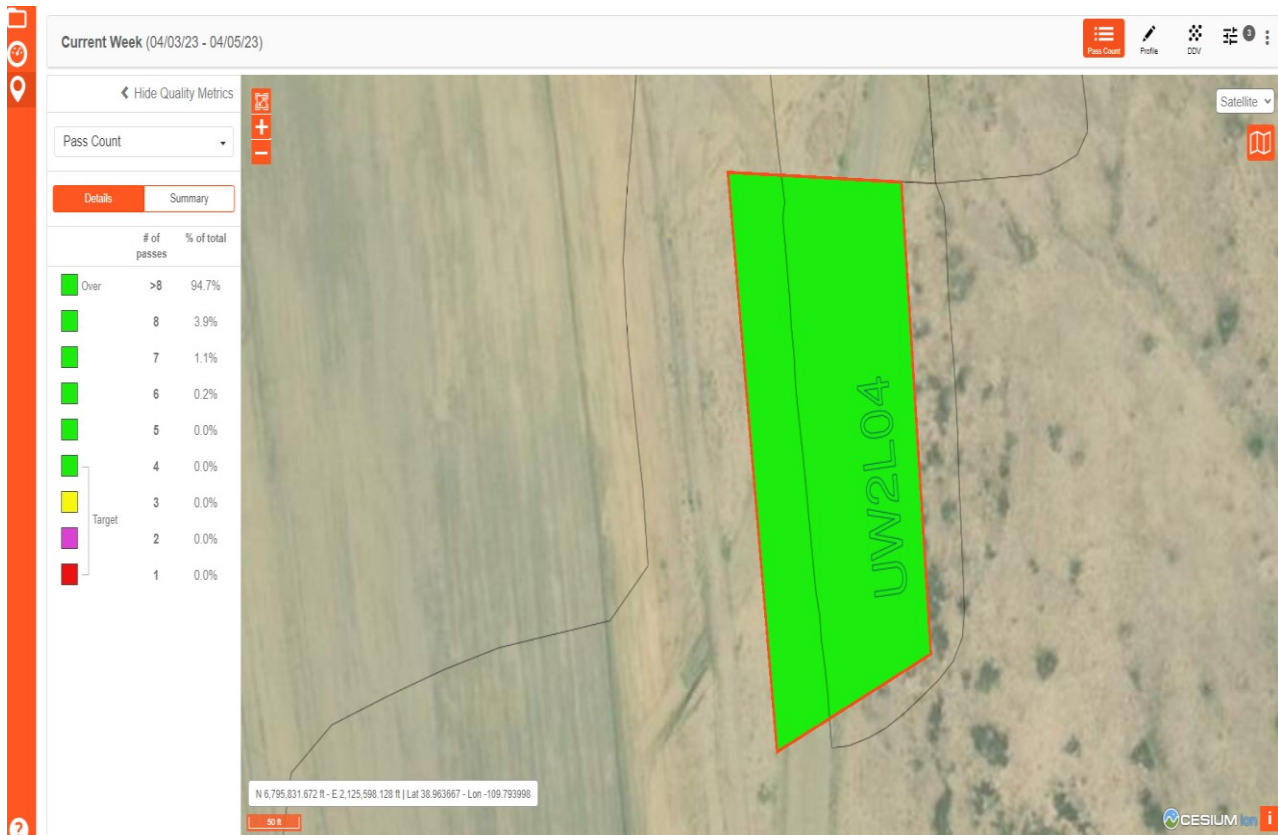 Current Week (04/03/23 - 04/05/23)
Pass Count
Profile
DDV
3
Hide Quality Metrics
Pass Count
Details
Summary
# of passes
% of total
Over >8 94.7%
8 3.9%
7 1.1%
6 0.2%
5 0.0%
4 0.0%
3 0.0%
Target
2 0.0%
1 0.0%
Satellite
UW2L04
N 6,795,831.672 ft - E 2,125,598.128 ft | Lat 38.963667 - Lon -109.793998
50 ft
CESIUM ion
i
?